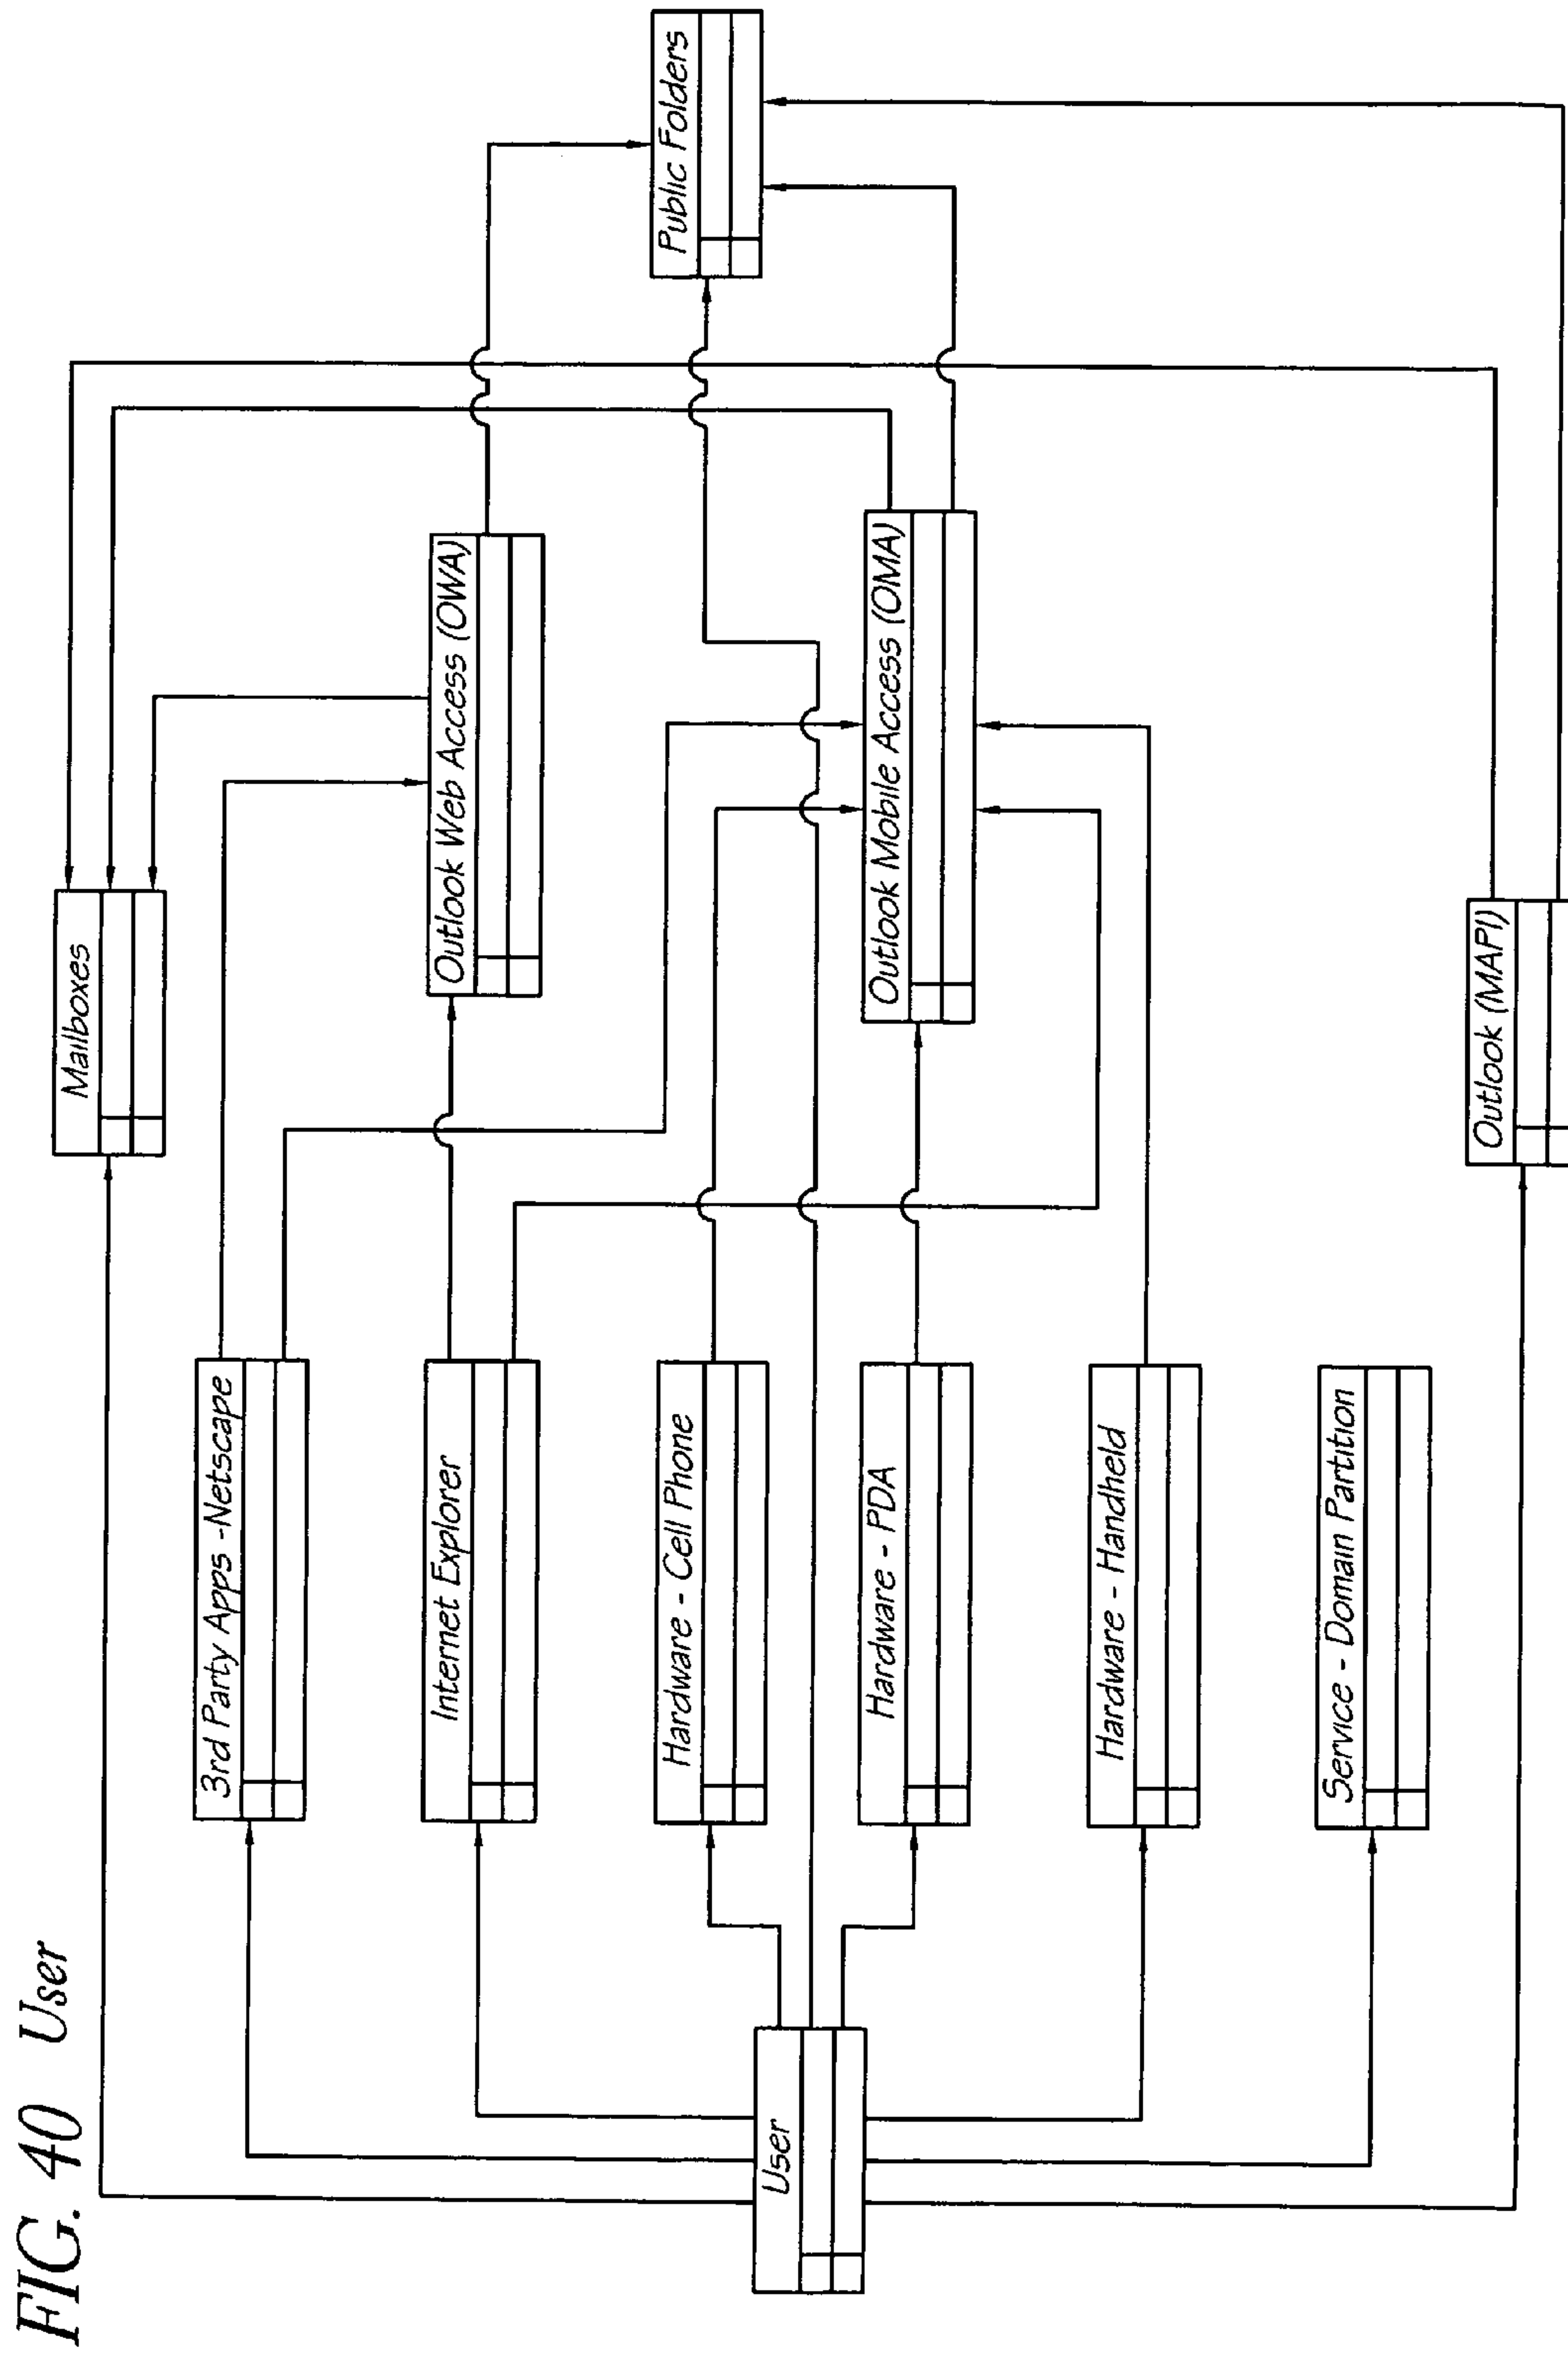 FIG. 40 User
Mailboxes
3rd Party Apps -Netscape
Outlook Web Access (OWA)
Internet Explorer
Public Folders
Hardware - Cell Phone
User
Hardware - PDA
Outlook Mobile Access (OMA)
Hardware - Handheld
Service - Domain Partition
Outlook (MAPI)